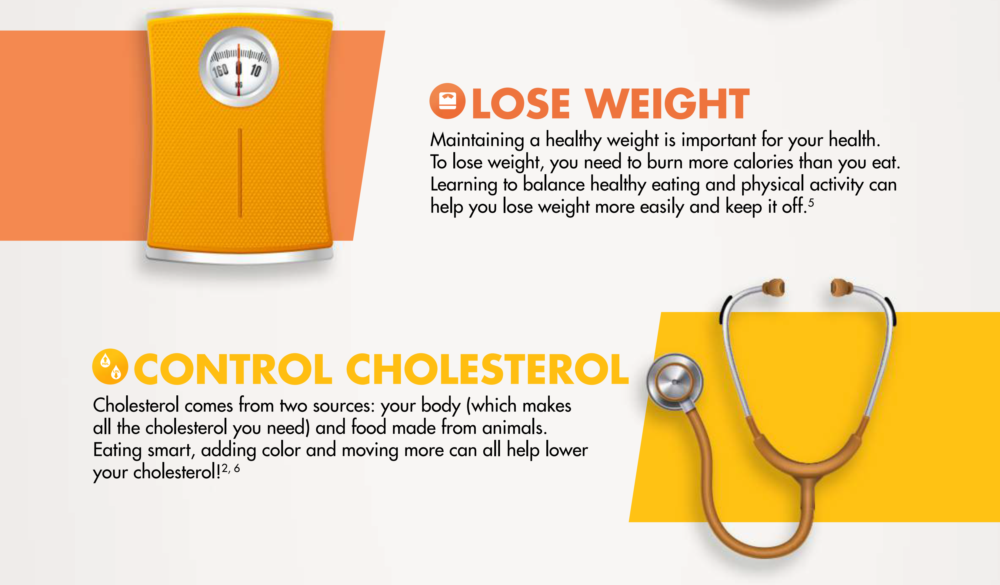 160 0 10
KG
LOSE WEIGHT
Maintaining a healthy weight is important for your health.
To lose weight, you need to burn more calories than you eat.
Learning to balance healthy eating and physical activity can
help you lose weight more easily and keep it off.5
HDL
LDL
CONTROL CHOLESTEROL
Cholesterol comes from two sources: your body (which makes
all the cholesterol you need) and food made from animals.
Eating smart, adding color and moving more can all help lower
your cholesterol!2, 6